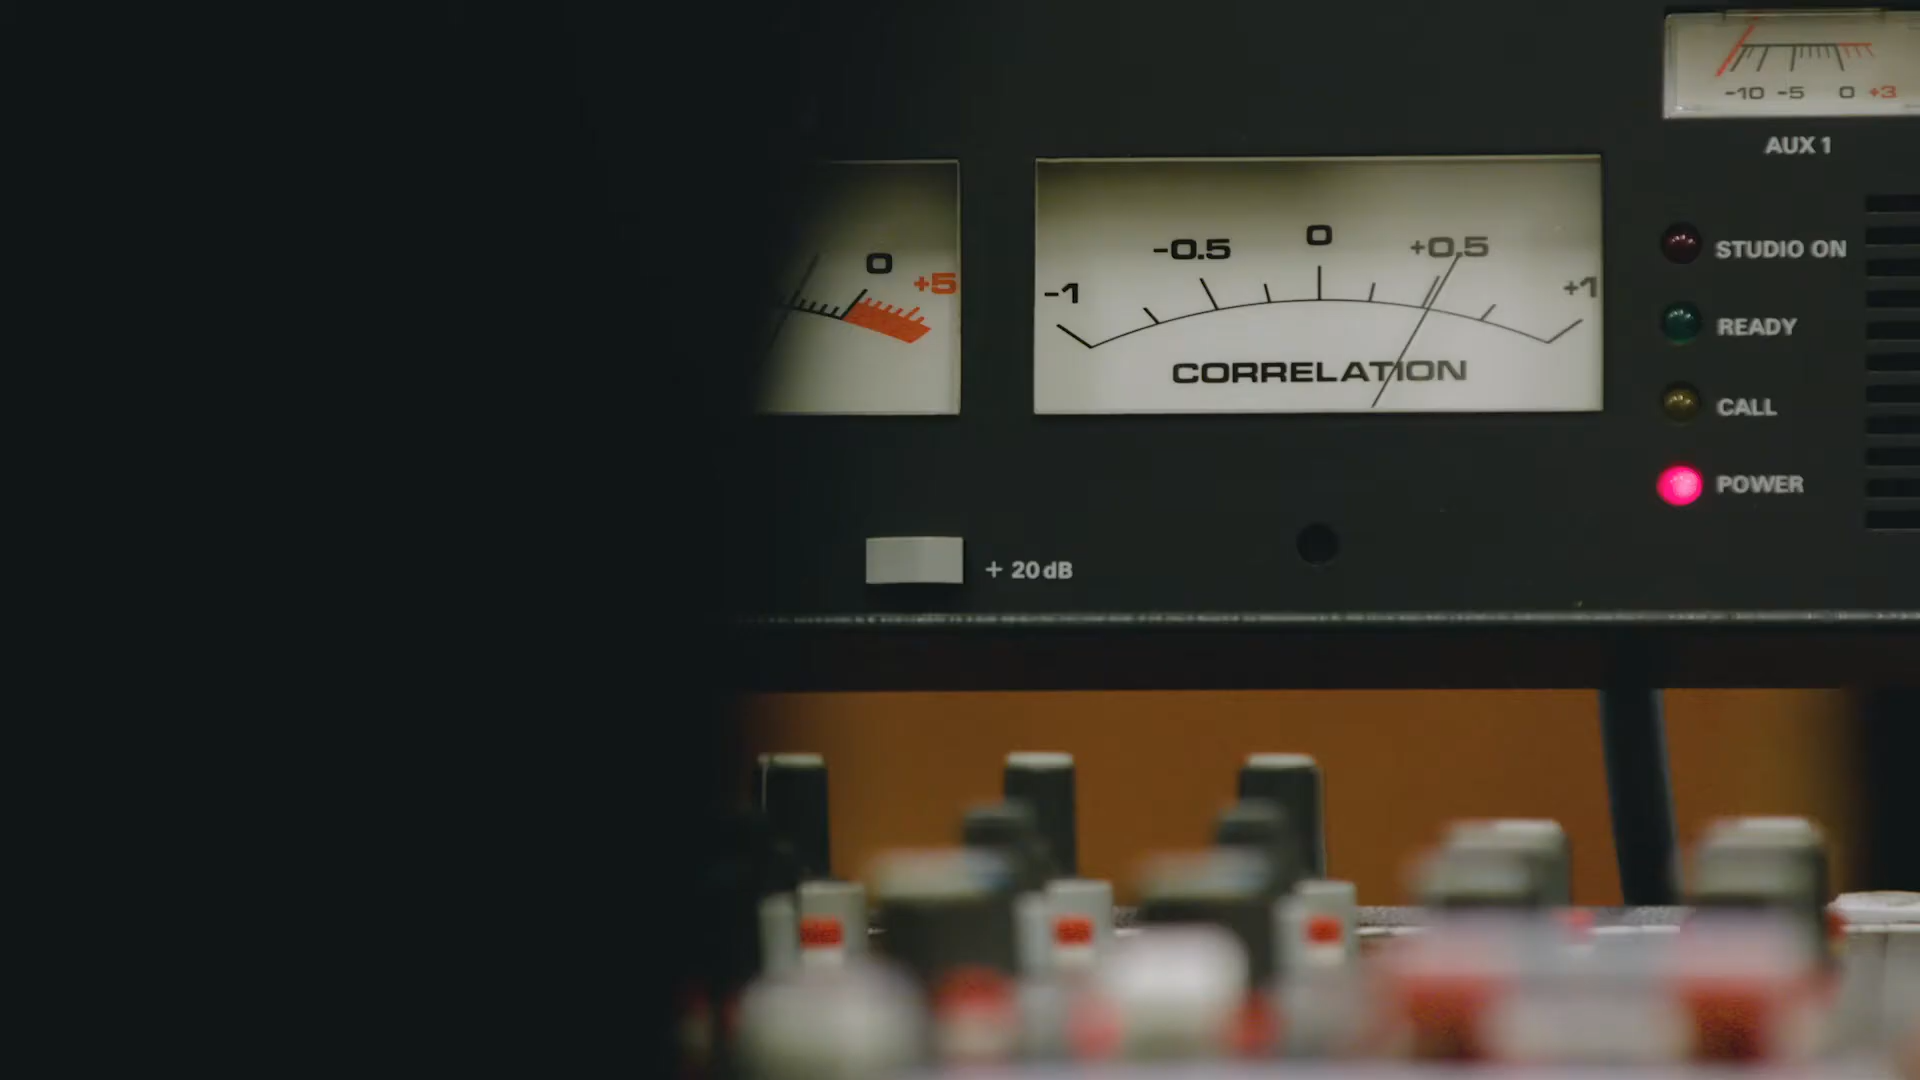 -10 -5 0 +3
AUX 1
0
+5
-1
-0.5
0
+0.5
+1
CORRELATION
STUDIO ON
READY
CALL
POWER
+ 20 dB